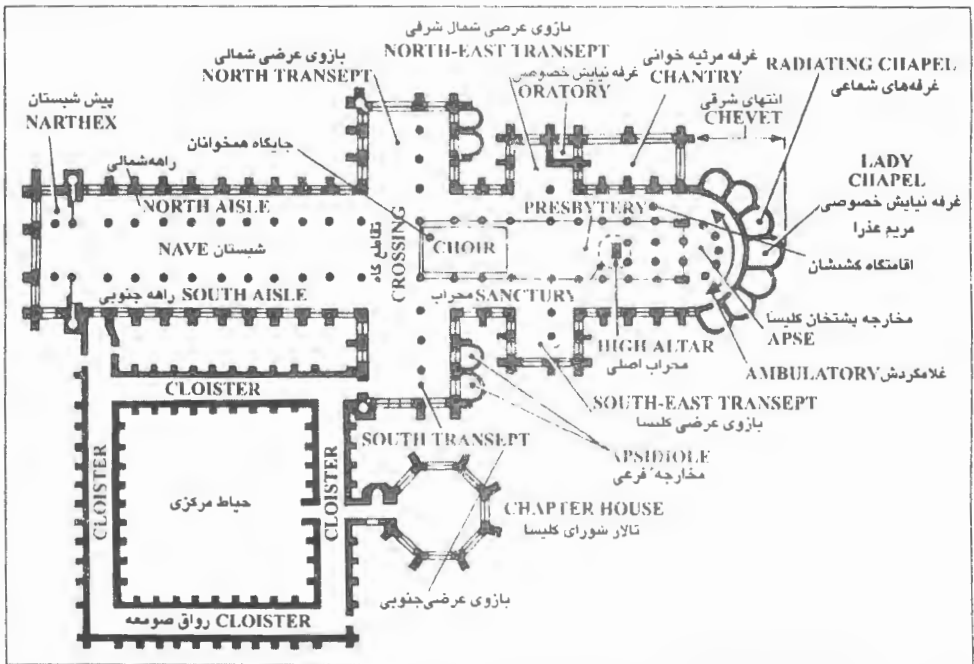 بازوی عرضی شمال شرقی
NORTH-EAST TRANSEPT
بازوی عرضی شمالی
NORTH TRANSEPT
غرفه نیایش خصوصی
ORATORY
غرفه مرثیه خوانی
CHANTRY
RADIATING CHAPEL
غرفه‌های شعاعی
انتهای شرقی
CHEVET
پیش شبستان
NARTHEX
جایگاه همخوانان
راهه شمالی
NORTH AISLE
LADY
CHAPEL
غرفه نیایش خصوصی
مریم عذرا
PRESBYTERY
NAVE شبستان
تقاطع گاه
CROSSING
CHOIR
اقامتگاه کشیشان
راهه جنوبی SOUTH AISLE
محراب SANCTURY
مخارجه پشتخان کلیسا
APSE
HIGH ALTAR
محراب اصلی
AMBULATORY غلامگردش
CLOISTER
SOUTH-EAST TRANSEPT
بازوی عرضی کلیسا
SOUTH TRANSEPT
APSIDIOLE
مخارجه فرعی
CLOISTER
CLOISTER
حیاط مرکزی
CHAPTER HOUSE
تالار شورای کلیسا
بازوی عرضی جنوبی
رواق صومعه CLOISTER